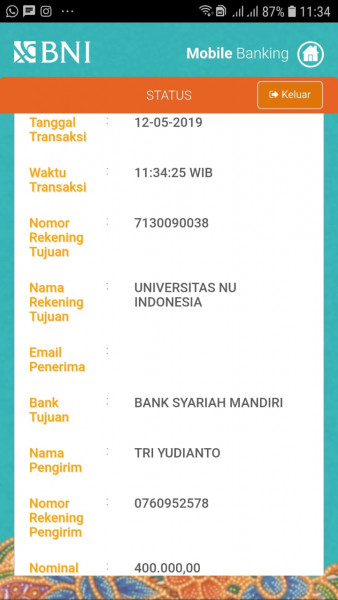 87% 11:34
BNI Mobile Banking
STATUS Keluar
Tanggal : 12-05-2019
Transaksi
Waktu : 11:34:25 WIB
Transaksi
Nomor : 7130090038
Rekening
Tujuan
Nama : UNIVERSITAS NU
Rekening INDONESIA
Tujuan
Email :
Penerima
Bank : BANK SYARIAH MANDIRI
Tujuan
Nama : TRI YUDIANTO
Pengirim
Nomor : 0760952578
Rekening
Pengirim
Nominal : 400.000,00